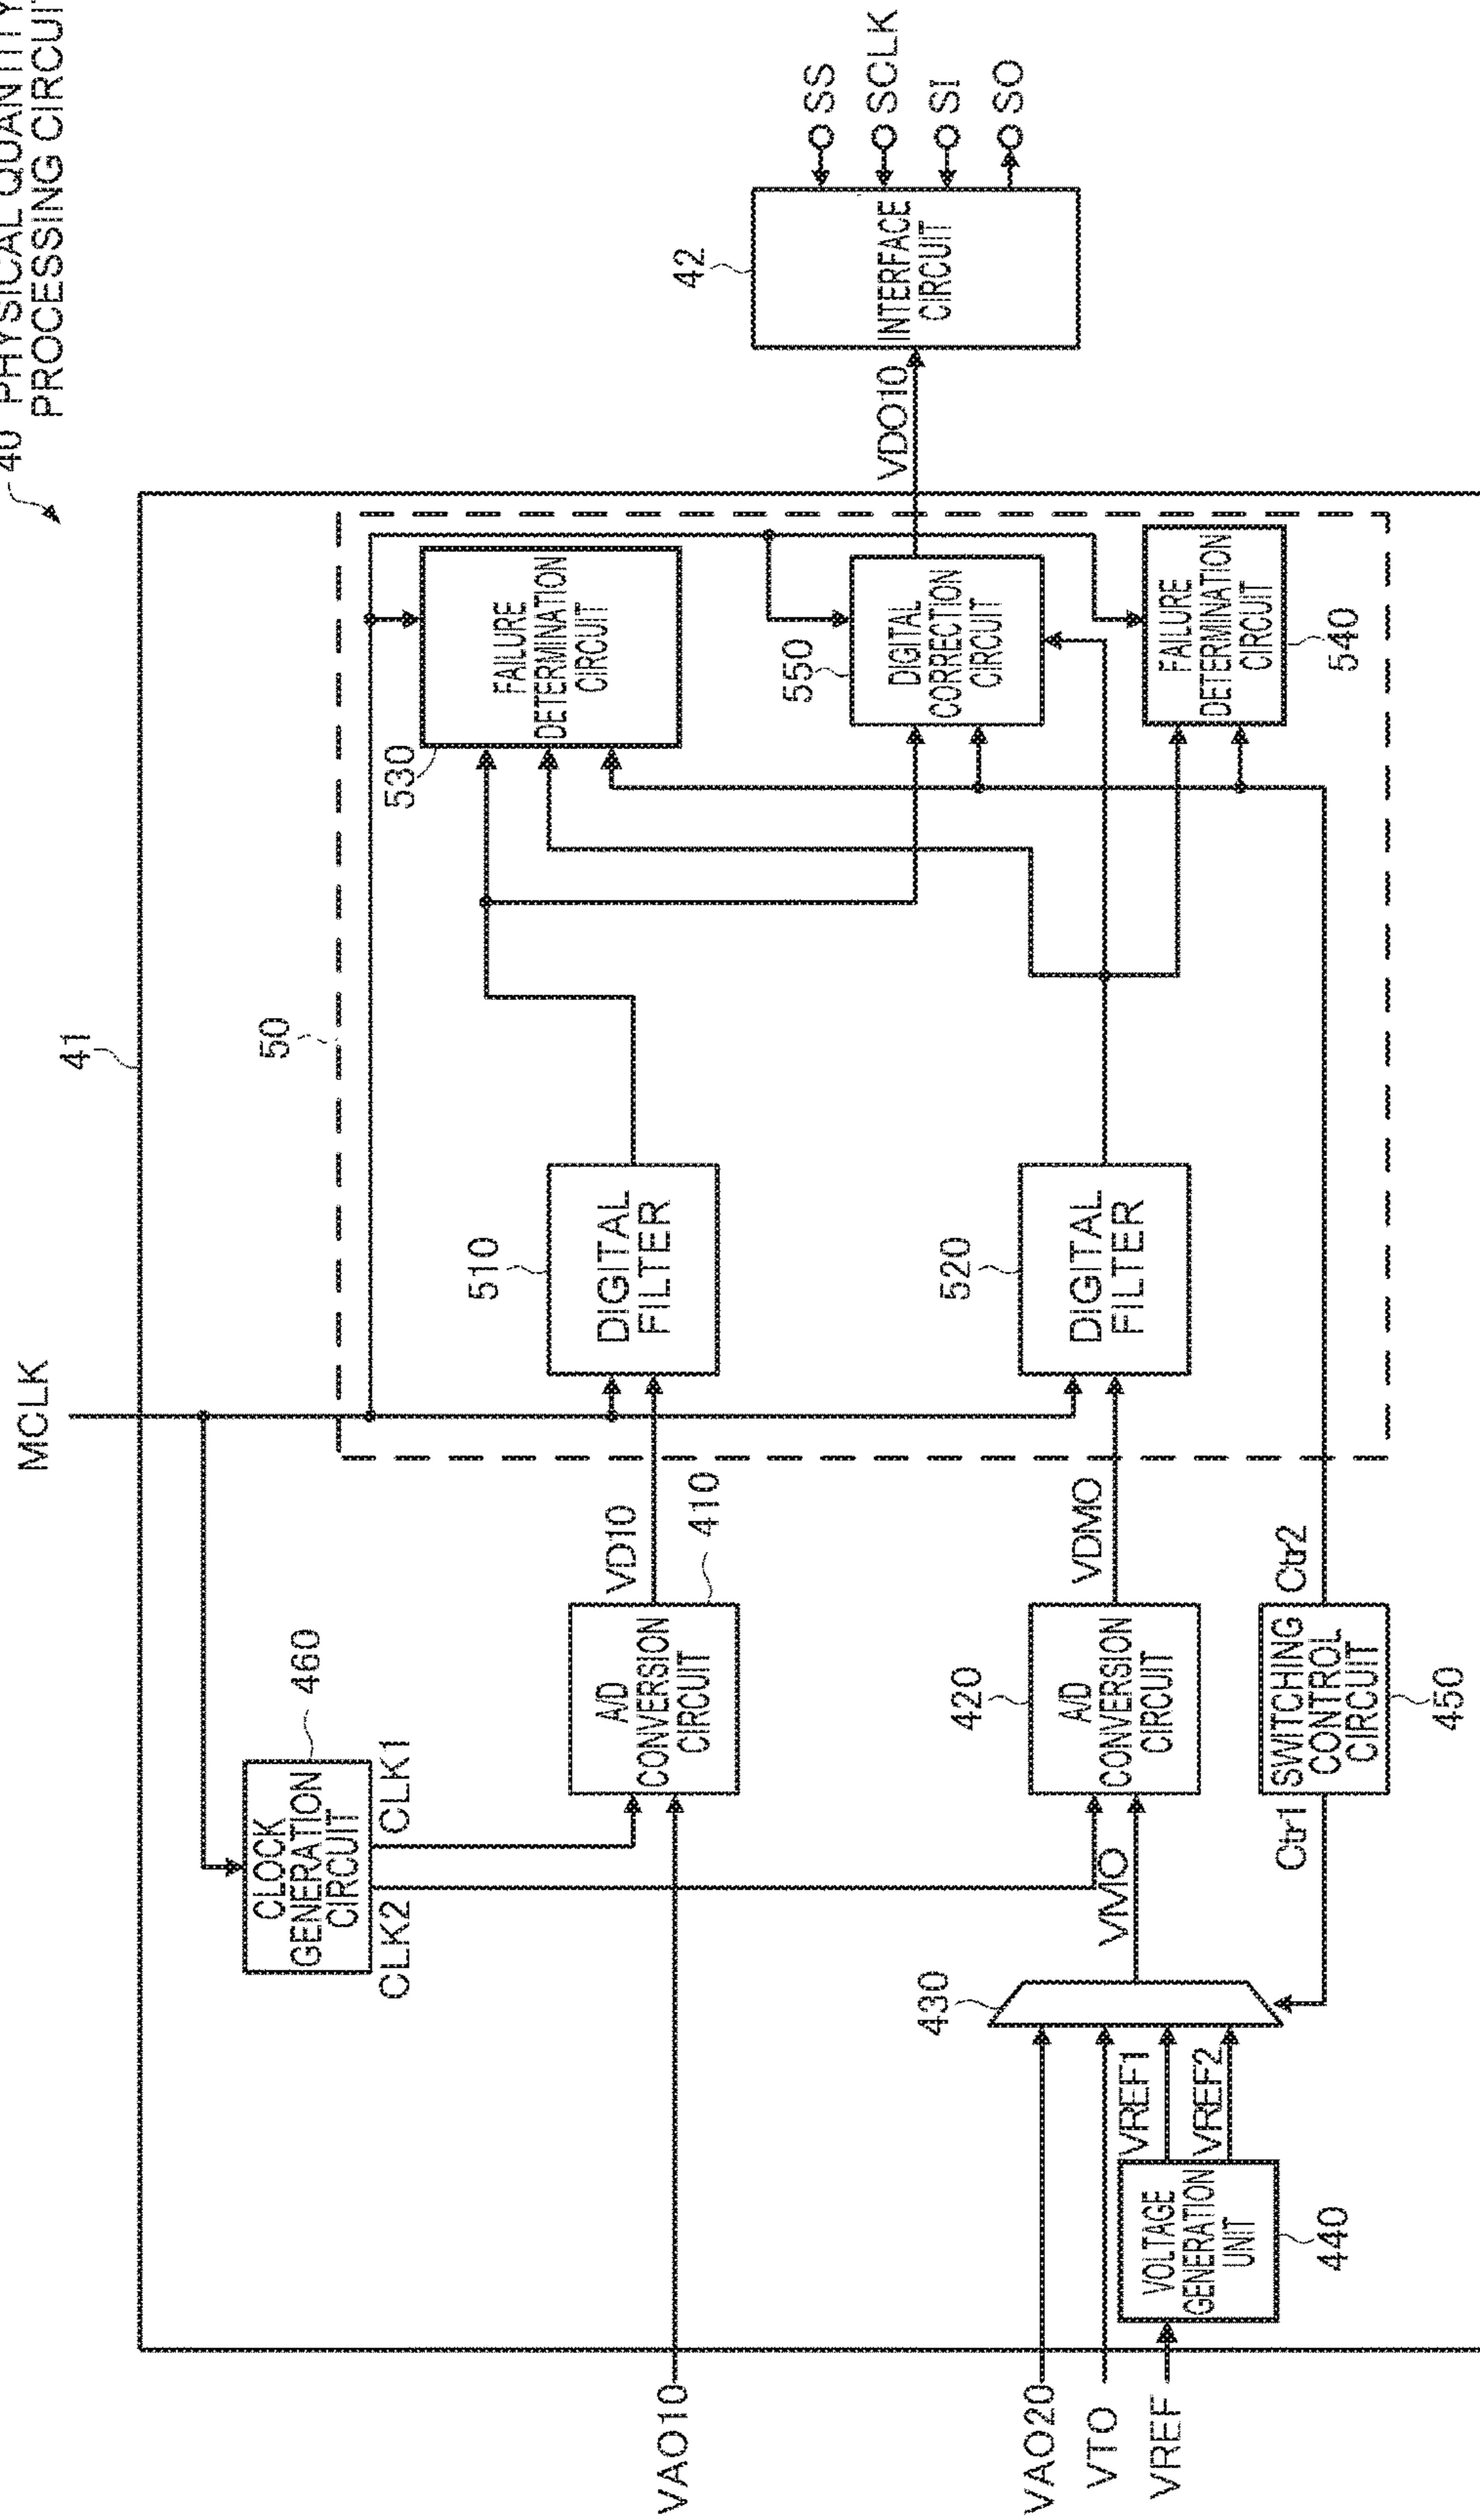 40 PHYSICAL QUANTITY
PROCESSING CIRCUIT
41
MCLK
50
460
CLOCK
GENERATION
CIRCUIT
CLK2
CLK1
VAO10
A/D
CONVERSION
CIRCUIT
410
VD10
510
DIGITAL
FILTER
530
FAILURE
DETERMINATION
CIRCUIT
550
DIGITAL
CORRECTION
CIRCUIT
VDO10
42
INTERFACE
CIRCUIT
SS
SCLK
SI
SO
VAO20
VTO
VREF
VOLTAGE
GENERATION
UNIT
440
VREF1
VREF2
430
VMO
420
A/D
CONVERSION
CIRCUIT
VDMO
520
DIGITAL
FILTER
FAILURE
DETERMINATION
CIRCUIT
540
Ctr1
SWITCHING
CONTROL
CIRCUIT
450
Ctr2